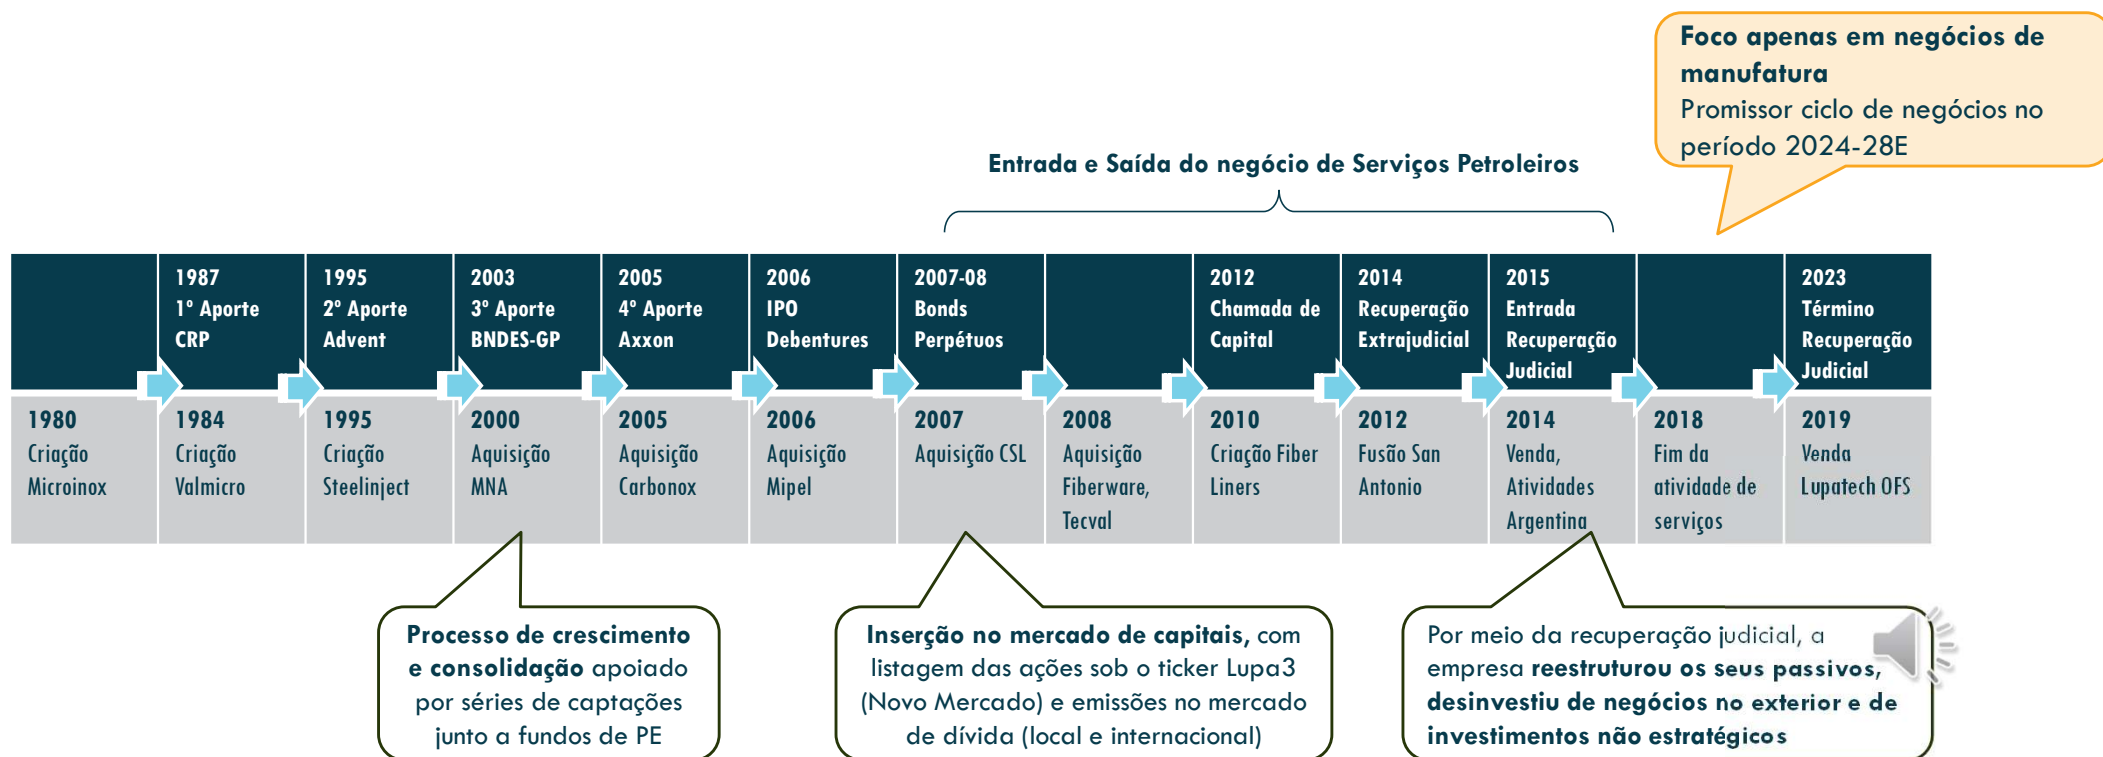 Foco apenas em negócios de
manufatura
Promissor ciclo de negócios no
período 2024-28E
Entrada e Saída do negócio de Serviços Petroleiros
1987
1º Aporte
CRP
1995
2º Aporte
Advent
2003
3º Aporte
BNDES-GP
2005
4º Aporte
Axxon
2006
IPO
Debentures
2007-08
Bonds
Perpétuos
2012
Chamada de
Capital
2014
Recuperação
Extrajudicial
2015
Entrada
Recuperação
Judicial
2023
Término
Recuperação
Judicial
1980
Criação
Microinox
1984
Criação
Valmicro
1995
Criação
Steelinject
2000
Aquisição
MNA
2005
Aquisição
Carbonox
2006
Aquisição
Mipel
2007
Aquisição CSL
2008
Aquisição
Fiberware,
Tecval
2010
Criação Fiber
Liners
2012
Fusão San
Antonio
2014
Venda,
Atividades
Argentina
2018
Fim da
atividade de
serviços
2019
Venda
Lupatech OFS
Processo de crescimento
e consolidação apoiado
por séries de captações
junto a fundos de PE
Inserção no mercado de capitais, com
listagem das ações sob o ticker Lupa3
(Novo Mercado) e emissões no mercado
de dívida (local e internacional)
Por meio da recuperação judicial, a
empresa reestruturou os seus passivos,
desinvestiu de negócios no exterior e de
investimentos não estratégicos